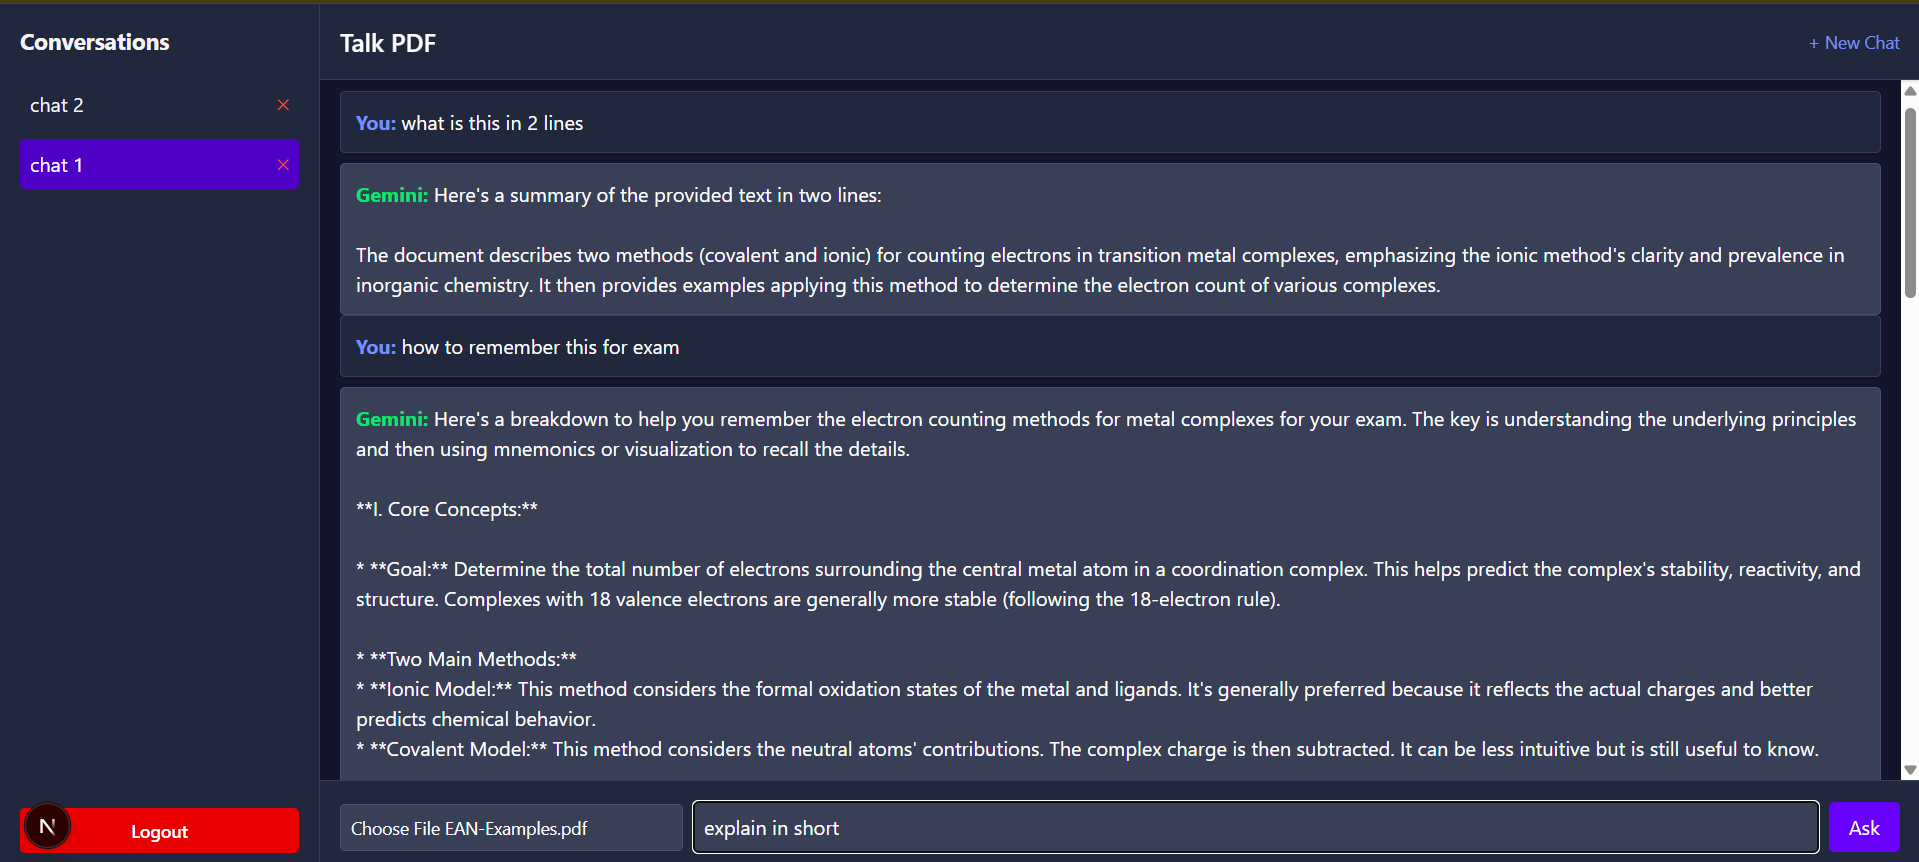 Conversations
Talk PDF
+ New Chat
chat 2
chat 1
You: what is this in 2 lines
Gemini: Here's a summary of the provided text in two lines:
The document describes two methods (covalent and ionic) for counting electrons in transition metal complexes, emphasizing the ionic method's clarity and prevalence in
inorganic chemistry. It then provides examples applying this method to determine the electron count of various complexes.
You: how to remember this for exam
Gemini: Here's a breakdown to help you remember the electron counting methods for metal complexes for your exam. The key is understanding the underlying principles
and then using mnemonics or visualization to recall the details.
**I. Core Concepts:**
* **Goal:** Determine the total number of electrons surrounding the central metal atom in a coordination complex. This helps predict the complex's stability, reactivity, and
structure. Complexes with 18 valence electrons are generally more stable (following the 18-electron rule).
* **Two Main Methods:**
* **Ionic Model:** This method considers the formal oxidation states of the metal and ligands. It's generally preferred because it reflects the actual charges and better
predicts chemical behavior.
* **Covalent Model:** This method considers the neutral atoms' contributions. The complex charge is then subtracted. It can be less intuitive but is still useful to know.
N
Logout
Choose File EAN-Examples.pdf
explain in short
Ask